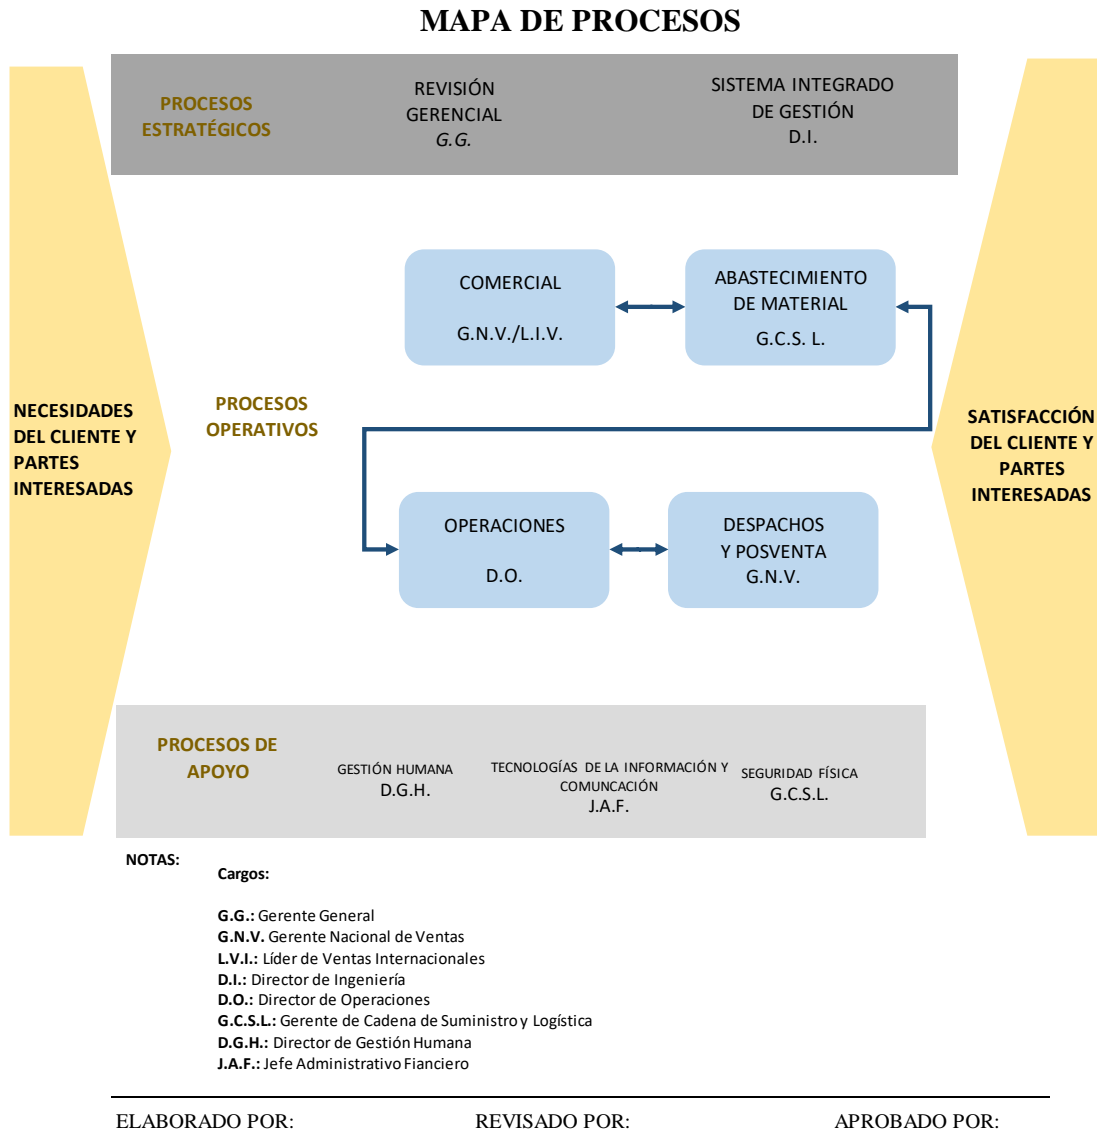 MAPA DE PROCESOS
PROCESOS
ESTRATÉGICOS
REVISIÓN
GERENCIAL
G.G.
SISTEMA INTEGRADO
DE GESTIÓN
D.I.
NECESIDADES
DEL CLIENTE Y
PARTES
INTERESADAS
PROCESOS
OPERATIVOS
COMERCIAL
G.N.V./L.I.V.
ABASTECIMIENTO
DE MATERIAL
G.C.S. L.
OPERACIONES
D.O.
DESPACHOS
Y POSVENTA
G.N.V.
SATISFACCIÓN
DEL CLIENTE Y
PARTES
INTERESADAS
PROCESOS DE
APOYO
GESTIÓN HUMANA
D.G.H.
TECNOLOGÍAS DE LA INFORMACIÓN Y
COMUNCACIÓN
J.A.F.
SEGURIDAD FÍSICA
G.C.S.L.
NOTAS:
Cargos:
G.G.: Gerente General
G.N.V. Gerente Nacional de Ventas
L.V.I.: Líder de Ventas Internacionales
D.I.: Director de Ingeniería
D.O.: Director de Operaciones
G.C.S.L.: Gerente de Cadena de Suministro y Logística
D.G.H.: Director de Gestión Humana
J.A.F.: Jefe Administrativo Fianciero
ELABORADO POR: REVISADO POR: APROBADO POR: